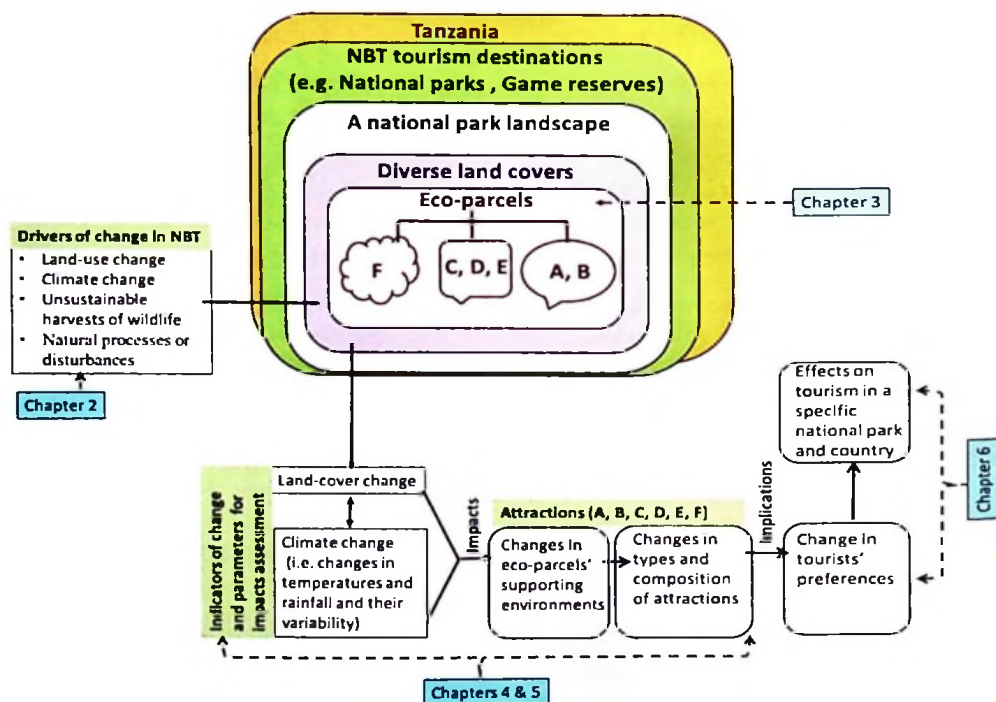 Tanzania
NBT tourism destinations
(e.g. National parks , Game reserves)
A national park landscape
Diverse land covers
Eco-parcels
F
C, D, E
A, B
Chapter 3
Drivers of change in NBT
• Land-use change
• Climate change
• Unsustainable
harvests of wildlife
• Natural processes or
disturbances
Chapter 2
Indicators of change
and parameters for
impacts assessment
Land-cover change
Climate change
(i.e. changes in
temperatures and
rainfall and their
variability)
Impacts
Attractions (A, B, C, D, E, F]
Changes in
eco-parcels'
supporting
environments
Changes in
types and
composition
of attractions
Implications
Change in
tourists'
preferences
Effects on
tourism in a
specific
national park
and country
Chapter 6
Chapters 4 & 5